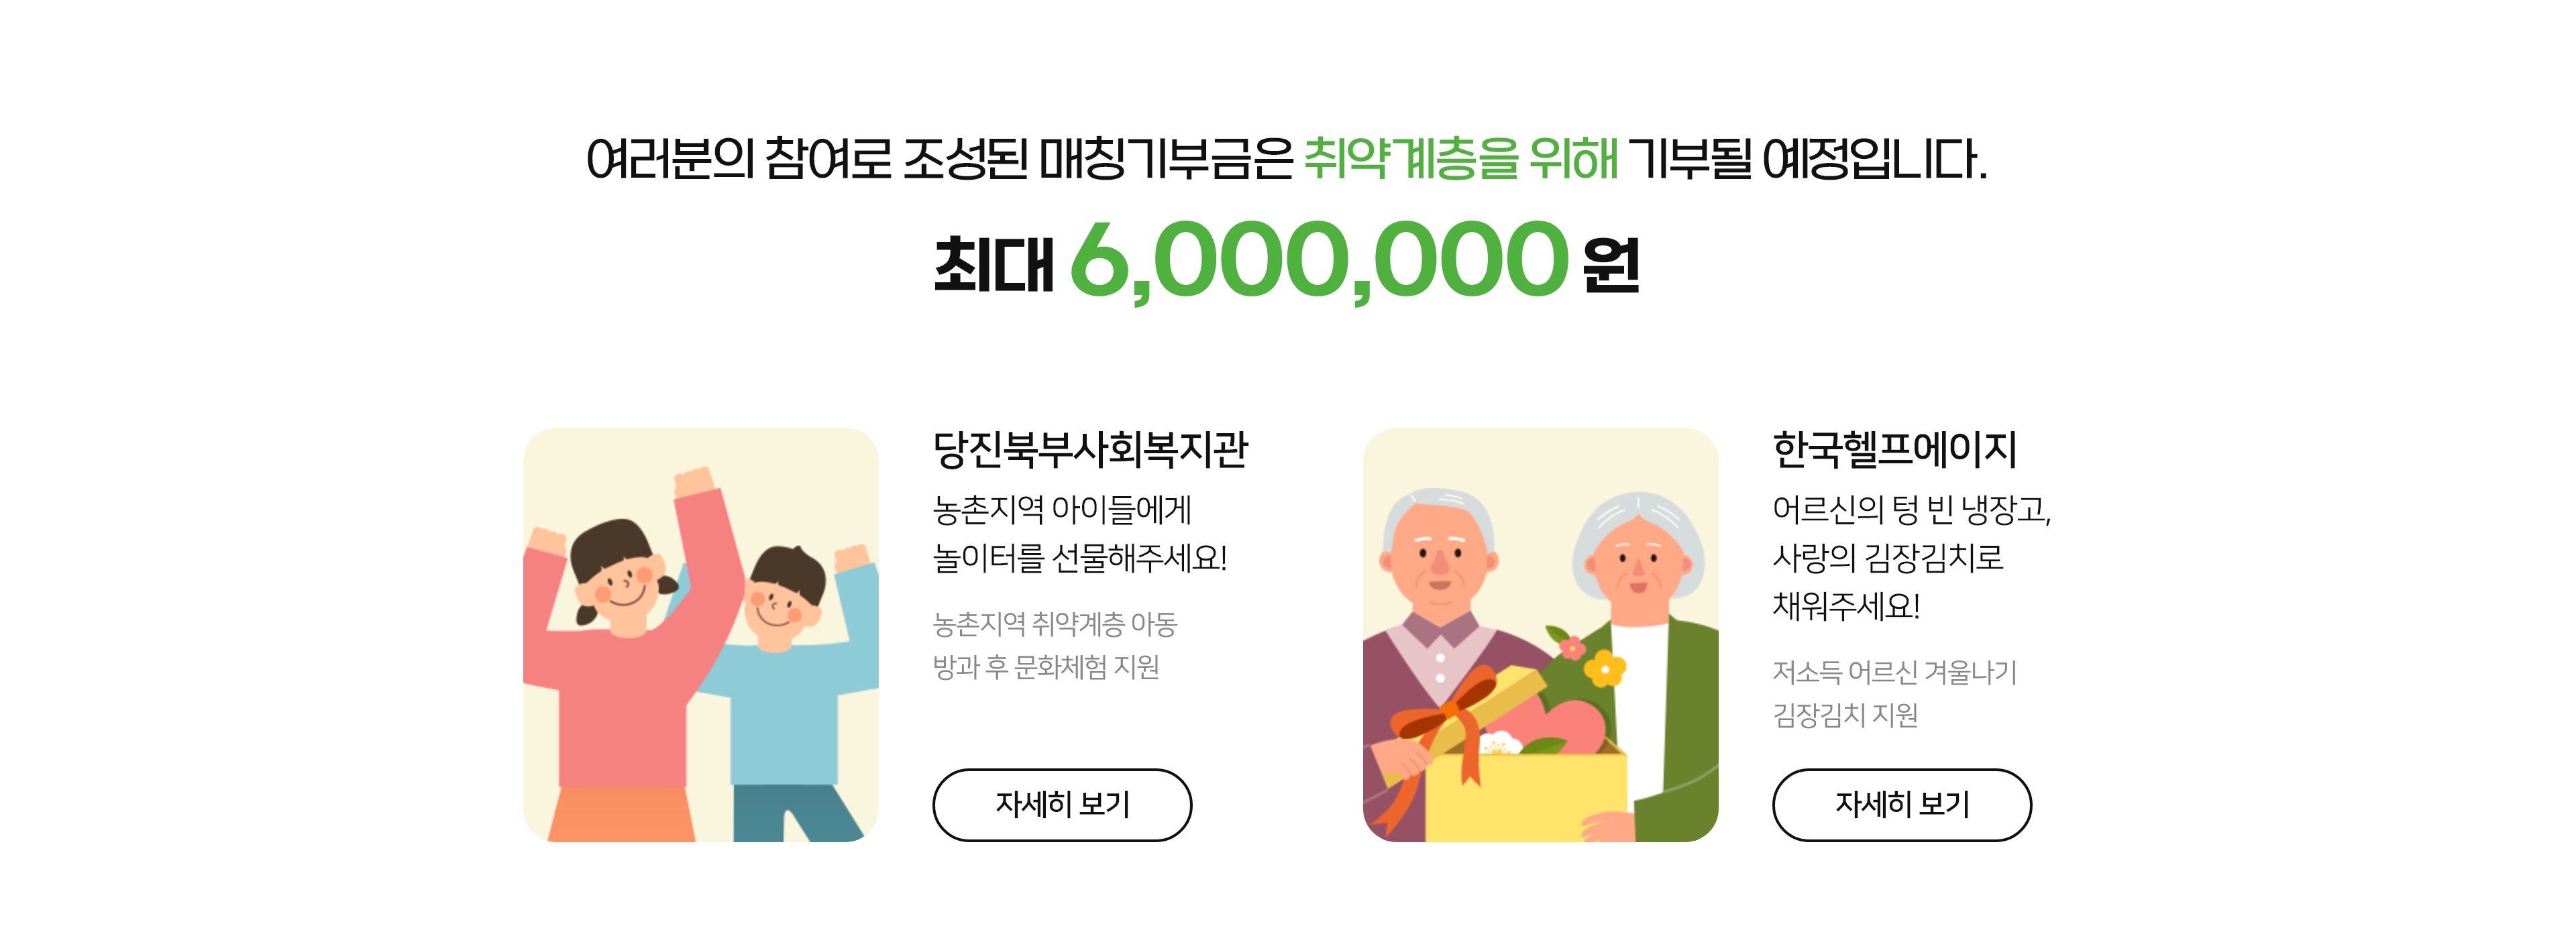 여러분의 참여로 조성된 매칭기부금은 취약계층을 위해 기부될 예정입니다.
최대 6,000,000 원
당진북부사회복지관
농촌지역 아이들에게
놀이터를 선물해주세요!
농촌지역 취약계층 아동
방과 후 문화체험 지원
자세히 보기
한국헬프에이지
어르신의 텅 빈 냉장고,
사랑의 김장김치로
채워주세요!
저소득 어르신 겨울나기
김장김치 지원
자세히 보기